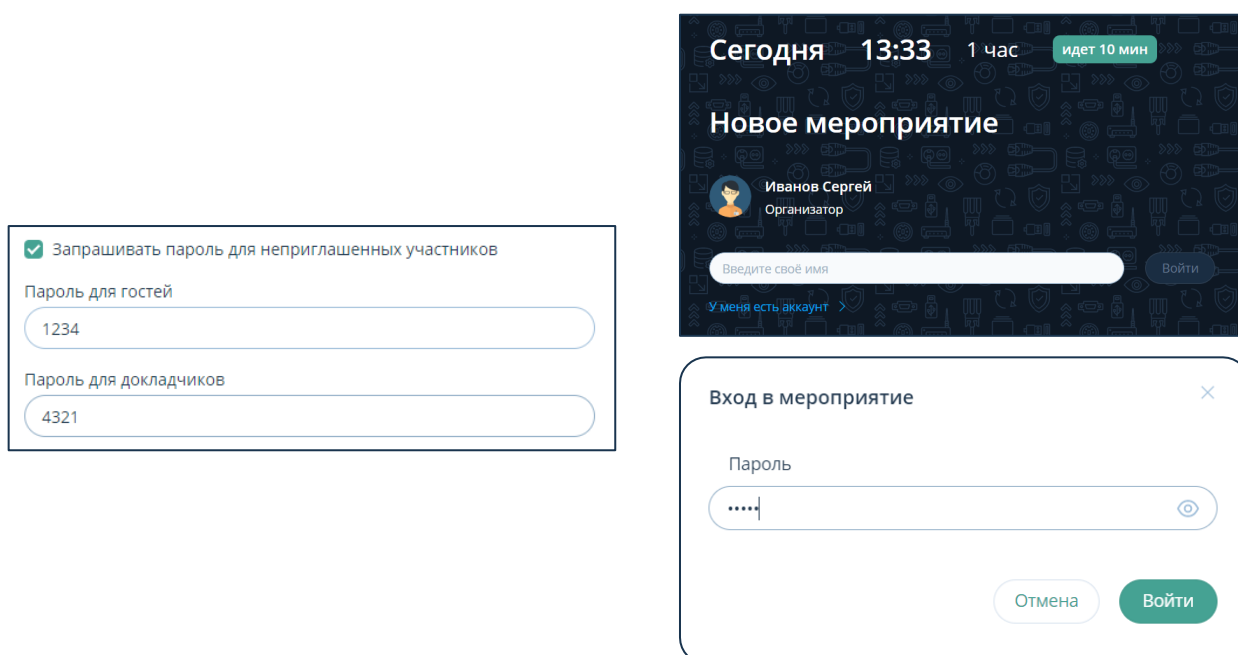 Запрашивать пароль для неприглашенных участников
Пароль для гостей
1234
Пароль для докладчиков
4321
Сегодня 13:33 1 час идет 10 мин
Новое мероприятие
Иванов Сергей
Организатор
Введите своё имя Войти
У меня есть аккаунт >
Вход в мероприятие
Пароль
•••••
Отмена Войти